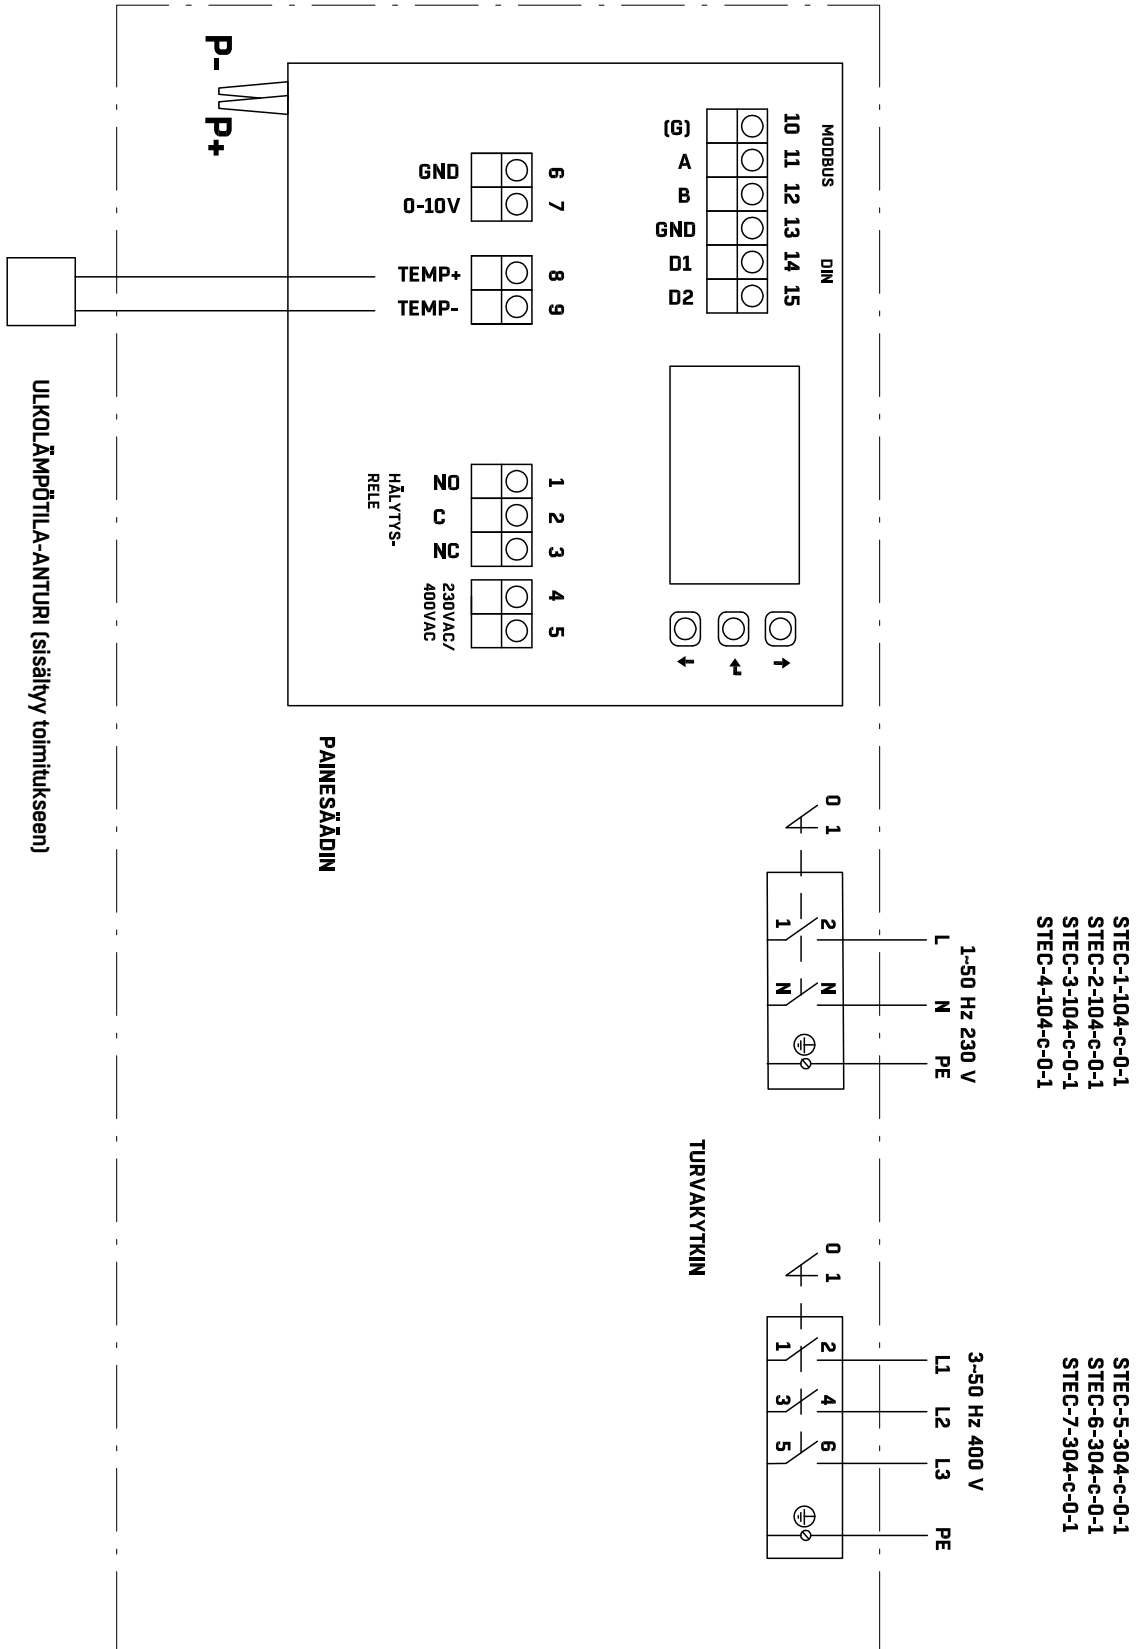 STEC-1-104-c-0-1
STEC-2-104-c-0-1
STEC-3-104-c-0-1
STEC-4-104-c-0-1
STEC-5-304-c-0-1
STEC-6-304-c-0-1
STEC-7-304-c-0-1
1~50 Hz 230 V
L
N
PE
3~50 Hz 400 V
L1
L2
L3
PE
MODBUS
DIN
10
11
12
13
14
15
(G)
A
B
GND
D1
D2
0
1
2
N
1
N
0
1
2
4
6
1
3
5
TURVAKYTKIN
6
7
8
9
1
2
3
4
5
GND
0-10V
TEMP+
TEMP-
NO
C
NC
230VAC/
400VAC
HÄLYTYS-
RELE
PAINESÄÄDIN
P-
P+
ULKOLÄMPÖTILA-ANTURI (sisältyy toimitukseen)